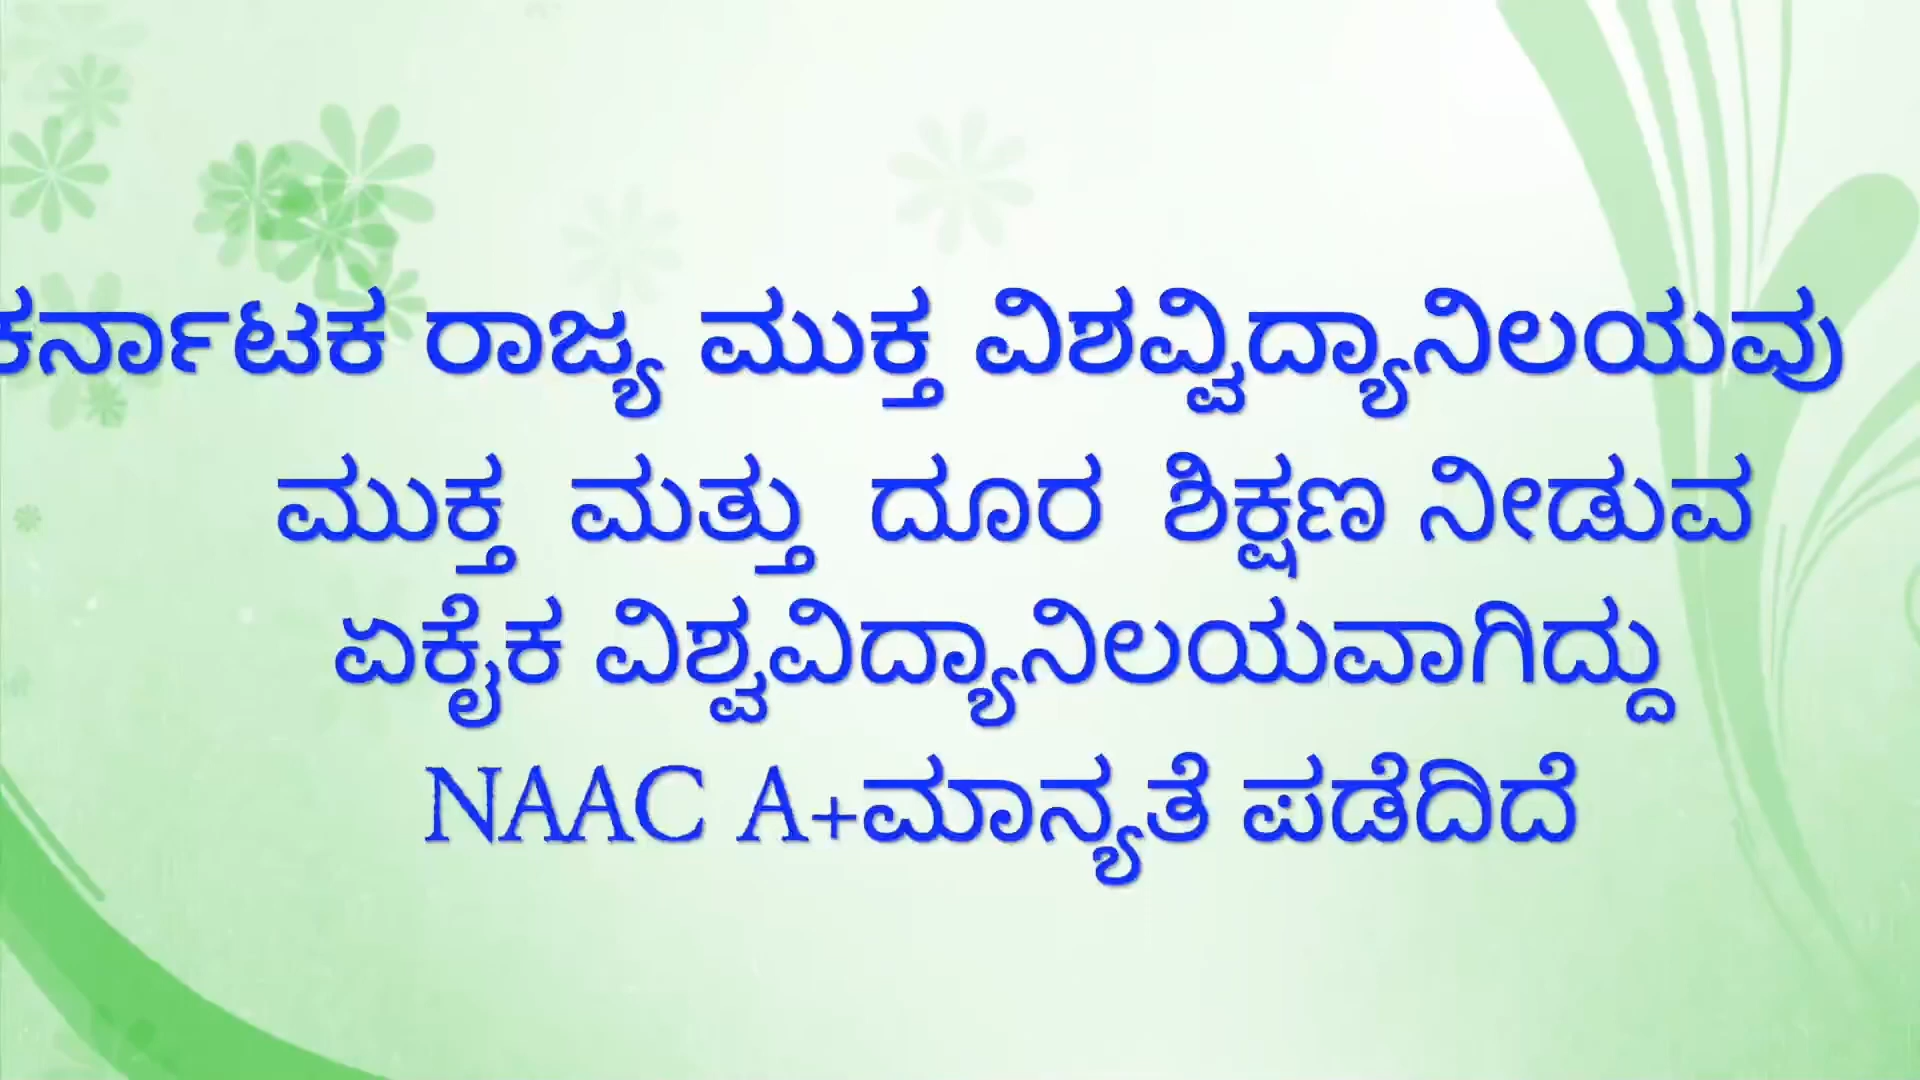 ಕರ್ನಾಟಕ ರಾಜ್ಯ ಮುಕ್ತ ವಿಶವ್ವಿದ್ಯಾನಿಲಯವು
ಮುಕ್ತ ಮತ್ತು ದೂರ ಶಿಕ್ಷಣ ನೀಡುವ
ಏಕೈಕ ವಿಶ್ವವಿದ್ಯಾನಿಲಯವಾಗಿದ್ದು
NAAC A+ಮಾನ್ಯತೆ ಪಡೆದಿದೆ